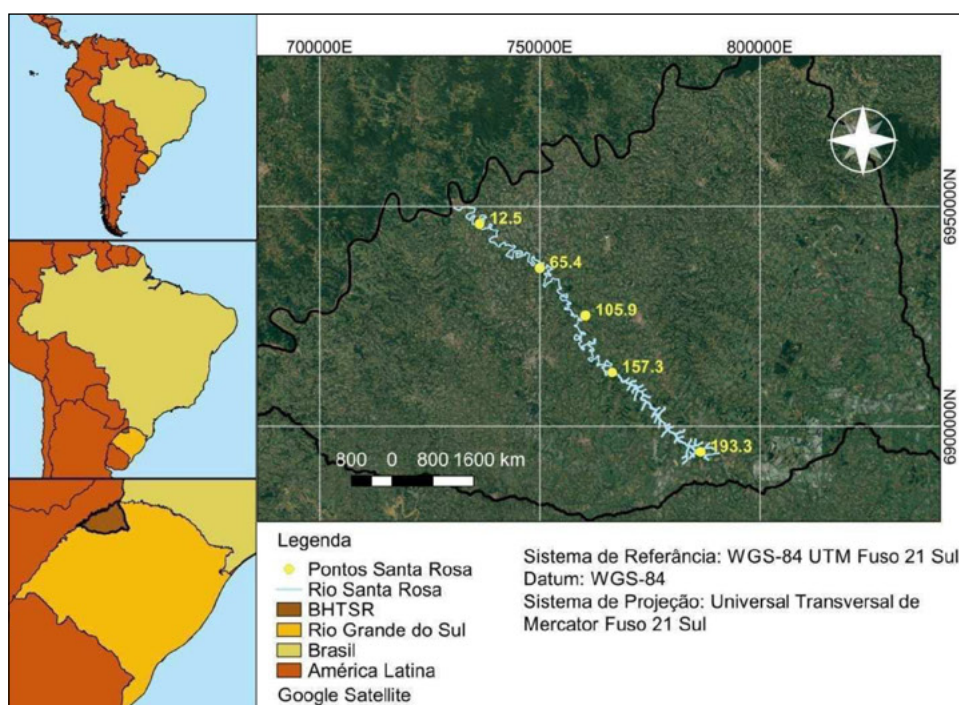 700000E
750000E
800000E
6950000N
6900000N
12.5
65.4
105.9
157.3
193.3
800 0 800 1600 km
Legenda
Pontos Santa Rosa
Rio Santa Rosa
BHTSR
Rio Grande do Sul
Brasil
América Latina
Google Satellite
Sistema de Referância: WGS-84 UTM Fuso 21 Sul
Datum: WGS-84
Sistema de Projeção: Universal Transversal de
Mercator Fuso 21 Sul